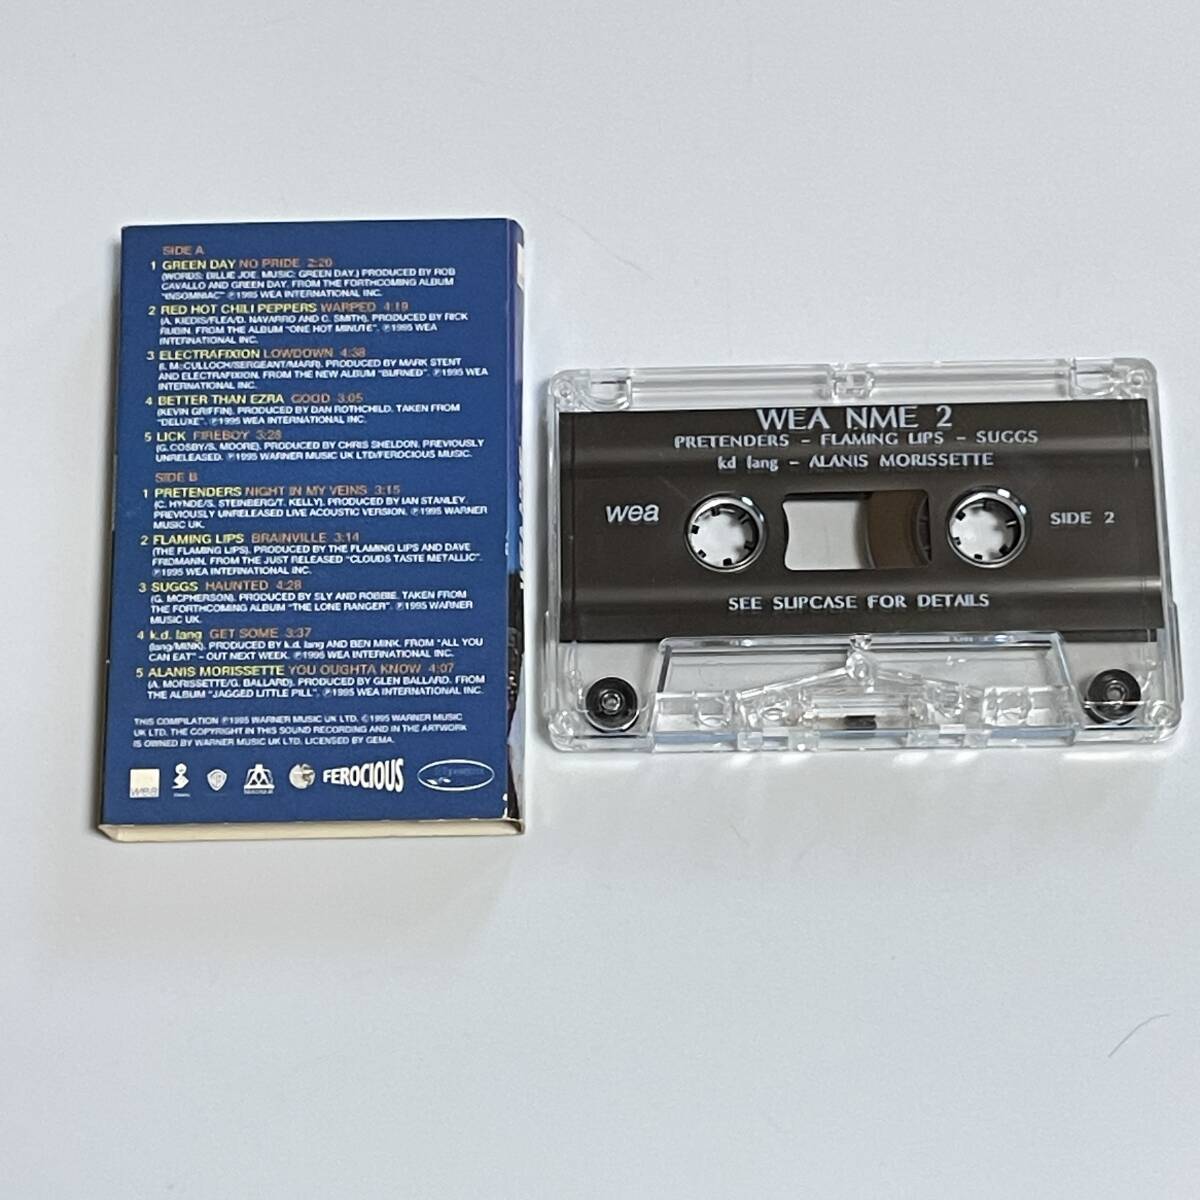 SIDE A
1 GREEN DAY NO PRIDE 2:20
(WORDS: BILLIE JOE. MUSIC: GREEN DAY.) PRODUCED BY ROB
CAVALLO AND GREEN DAY. FROM THE FORTHCOMING ALBUM
"INSOMNIAC" ℗1995 WEA INTERNATIONAL INC.
2 RED HOT CHILI PEPPERS WARPED 4:19
(A. KIEDIS/FLEA/D. NAVARRO AND C. SMITH). PRODUCED BY RICK
RUBIN. FROM THE ALBUM "ONE HOT MINUTE". ℗1995 WEA
INTERNATIONAL INC.
3 ELECTRAFIXION LOWDOWN 4:38
(I. McCULLOCH/SERGEANT/MARR). PRODUCED BY MARK STENT
AND ELECTRAFIXION. FROM THE NEW ALBUM "BURNED". ℗1995 WEA
INTERNATIONAL INC.
4 BETTER THAN EZRA GOOD 3:05
(KEVIN GRIFFIN). PRODUCED BY DAN ROTHCHILD. TAKEN FROM
"DELUXE". ℗1995 WEA INTERNATIONAL INC.
5 LICK FIREBOY 3:28
(G. COSBY/S. MOORE). PRODUCED BY CHRIS SHELDON. PREVIOUSLY
UNRELEASED. ℗1995 WARNER MUSIC UK LTD/FEROCIOUS MUSIC.
SIDE B
1 PRETENDERS NIGHT IN MY VEINS 3:15
(C. HYNDE/S. STEINBERG/T. KELLY). PRODUCED BY IAN STANLEY.
PREVIOUSLY UNRELEASED LIVE ACOUSTIC VERSION. ℗1995 WARNER
MUSIC UK.
2 FLAMING LIPS BRAINVILLE 3:14
(THE FLAMING LIPS). PRODUCED BY THE FLAMING LIPS AND DAVE
FRIDMANN. FROM THE JUST RELEASED "CLOUDS TASTE METALLIC".
℗1995 WEA INTERNATIONAL INC.
3 SUGGS HAUNTED 4:28
(G. MCPHERSON). PRODUCED BY SLY AND ROBBIE. TAKEN FROM
THE FORTHCOMING ALBUM "THE LONE RANGER". ℗1995 WARNER
MUSIC UK.
4 k.d. lang GET SOME 3:37
(lang/MINK). PRODUCED BY k.d. lang AND BEN MINK. FROM "ALL YOU
CAN EAT" – OUT NEXT WEEK. ℗1995 WEA INTERNATIONAL INC.
5 ALANIS MORISSETTE YOU OUGHTA KNOW 4:07
(A. MORISSETTE/G. BALLARD). PRODUCED BY GLEN BALLARD. FROM
THE ALBUM "JAGGED LITTLE PILL". ℗1995 WEA INTERNATIONAL INC.
THIS COMPILATION ℗1995 WARNER MUSIC UK LTD. ©1995 WARNER MUSIC
UK LTD. THE COPYRIGHT IN THIS SOUND RECORDING AND IN THE ARTWORK
IS OWNED BY WARNER MUSIC UK LTD. LICENSED BY GEMA.
FEROCIOUS
WEA NME 2
PRETENDERS – FLAMING LIPS – SUGGS
kd lang – ALANIS MORISSETTE
wea
SIDE 2
SEE SLIPCASE FOR DETAILS